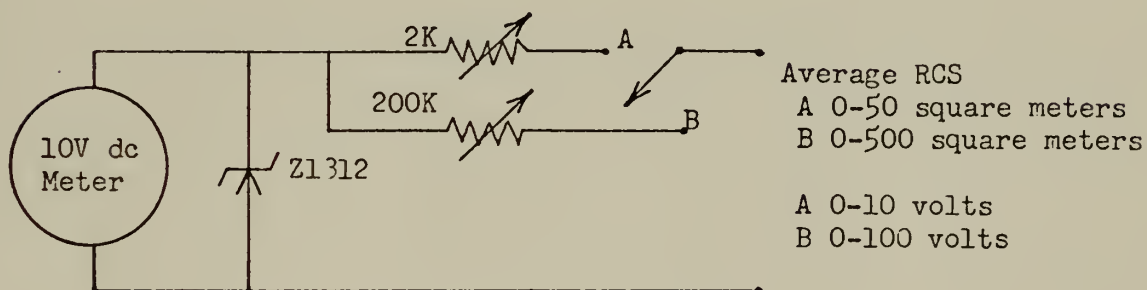 2K
A
200K
B
10V dc
Meter
Z1312
Average RCS
A 0-50 square meters
B 0-500 square meters
A 0-10 volts
B 0-100 volts